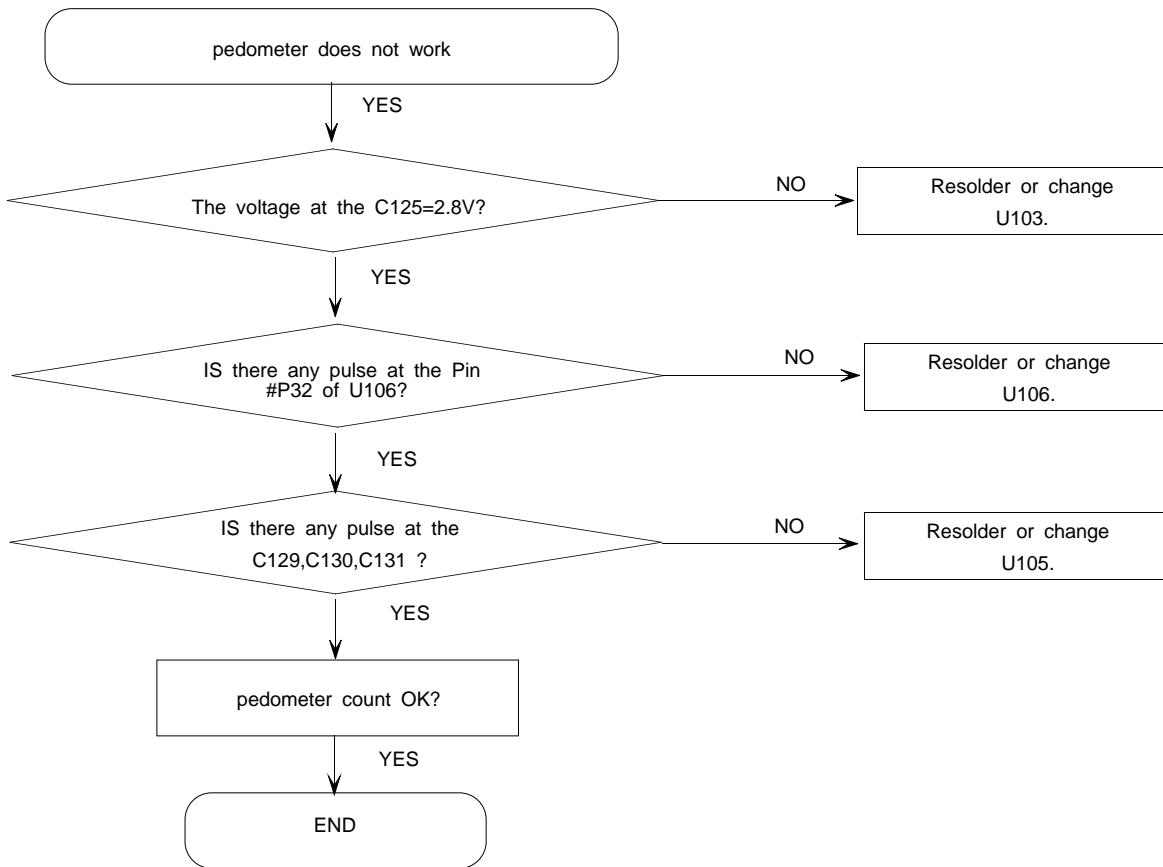 pedometer does not work
YES
The voltage at the C125=2.8V?
NO
Resolder or change
U103.
YES
IS there any pulse at the Pin
#P32 of U106?
NO
Resolder or change
U106.
YES
IS there any pulse at the
C129,C130,C131 ?
NO
Resolder or change
U105.
YES
pedometer count OK?
YES
END